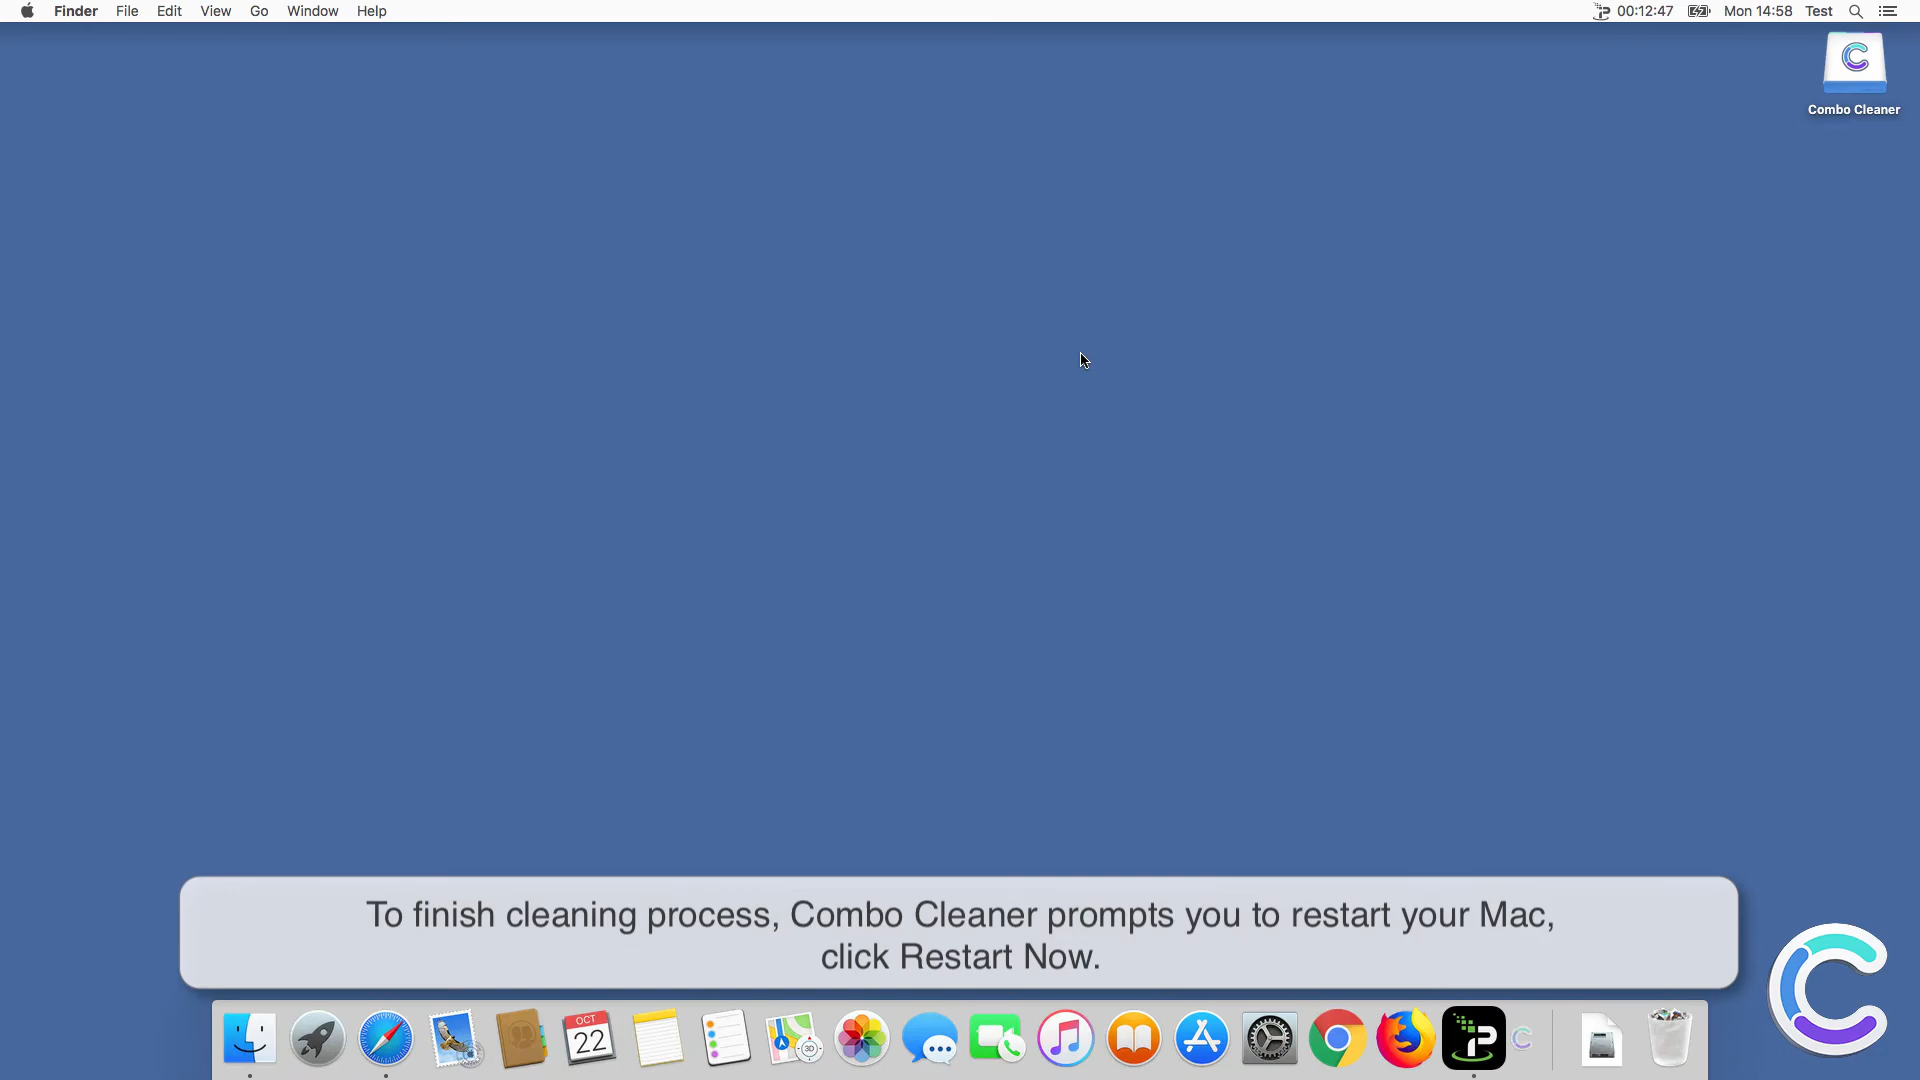 Finder File Edit View Go Window Help 00:12:47 Mon 14:58 Test
Combo Cleaner
To finish cleaning process, Combo Cleaner prompts you to restart your Mac,
click Restart Now.
OCT
22
3D